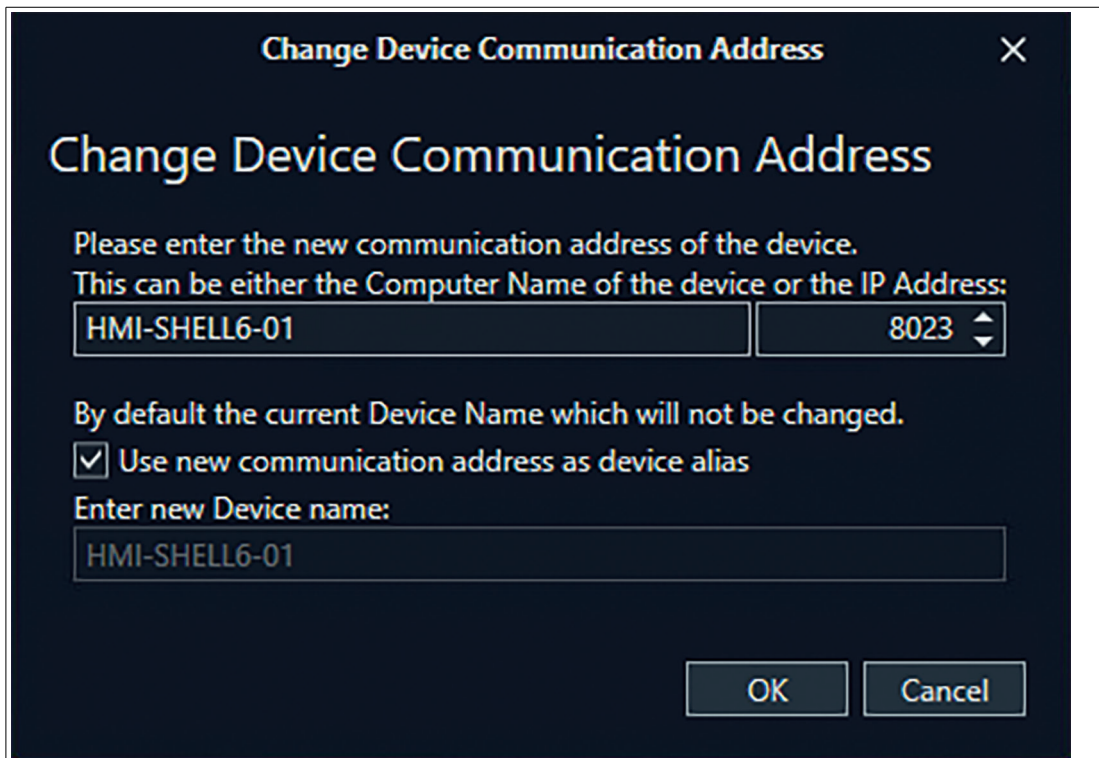 Change Device Communication Address
Change Device Communication Address
Please enter the new communication address of the device.
This can be either the Computer Name of the device or the IP Address:
HMI-SHELL6-01 8023
By default the current Device Name which will not be changed.
Use new communication address as device alias
Enter new Device name:
HMI-SHELL6-01
OK Cancel